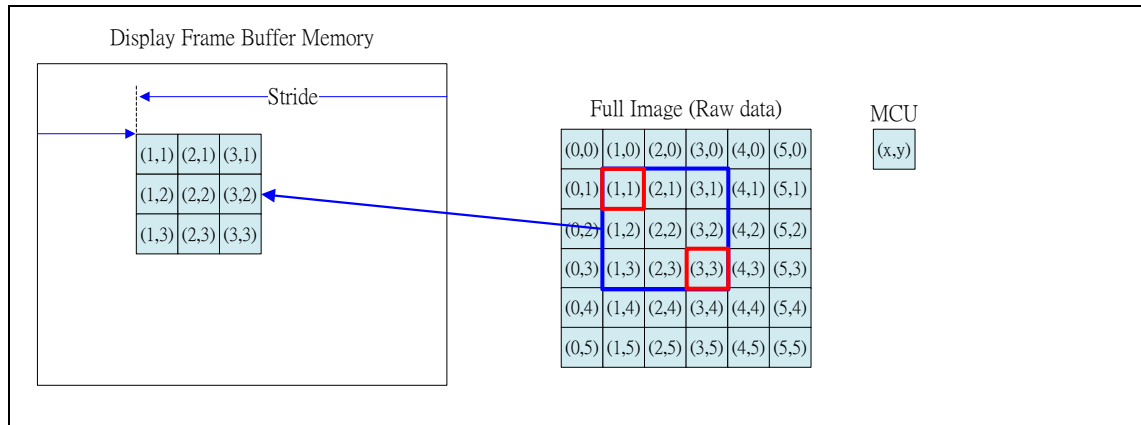 Display Frame Buffer Memory
Stride
(1,1) (2,1) (3,1)
(1,2) (2,2) (3,2)
(1,3) (2,3) (3,3)
Full Image (Raw data)
(0,0) (1,0) (2,0) (3,0) (4,0) (5,0)
(0,1) (1,1) (2,1) (3,1) (4,1) (5,1)
(0,2) (1,2) (2,2) (3,2) (4,2) (5,2)
(0,3) (1,3) (2,3) (3,3) (4,3) (5,3)
(0,4) (1,4) (2,4) (3,4) (4,4) (5,4)
(0,5) (1,5) (2,5) (3,5) (4,5) (5,5)
MCU
(x,y)